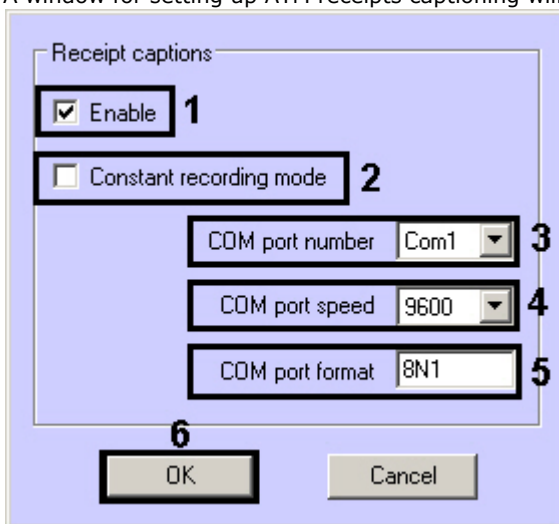 A window for setting up ATM receipts captioning will
Receipt captions
Enable 1
Constant recording mode 2
COM port number Com1 3
COM port speed 9600 4
COM port format 8N1 5
6
OK Cancel